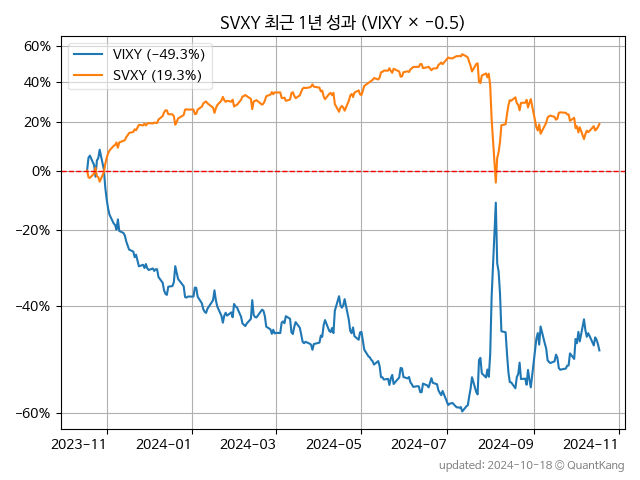 SVXY 최근 1년 성과 (VIXY × −0.5)
VIXY (−49.3%)
SVXY (19.3%)
60%
40%
20%
0%
−20%
−40%
−60%
2023−11 2024−01 2024−03 2024−05 2024−07 2024−09 2024−11
updated: 2024-10-18 © QuantKang